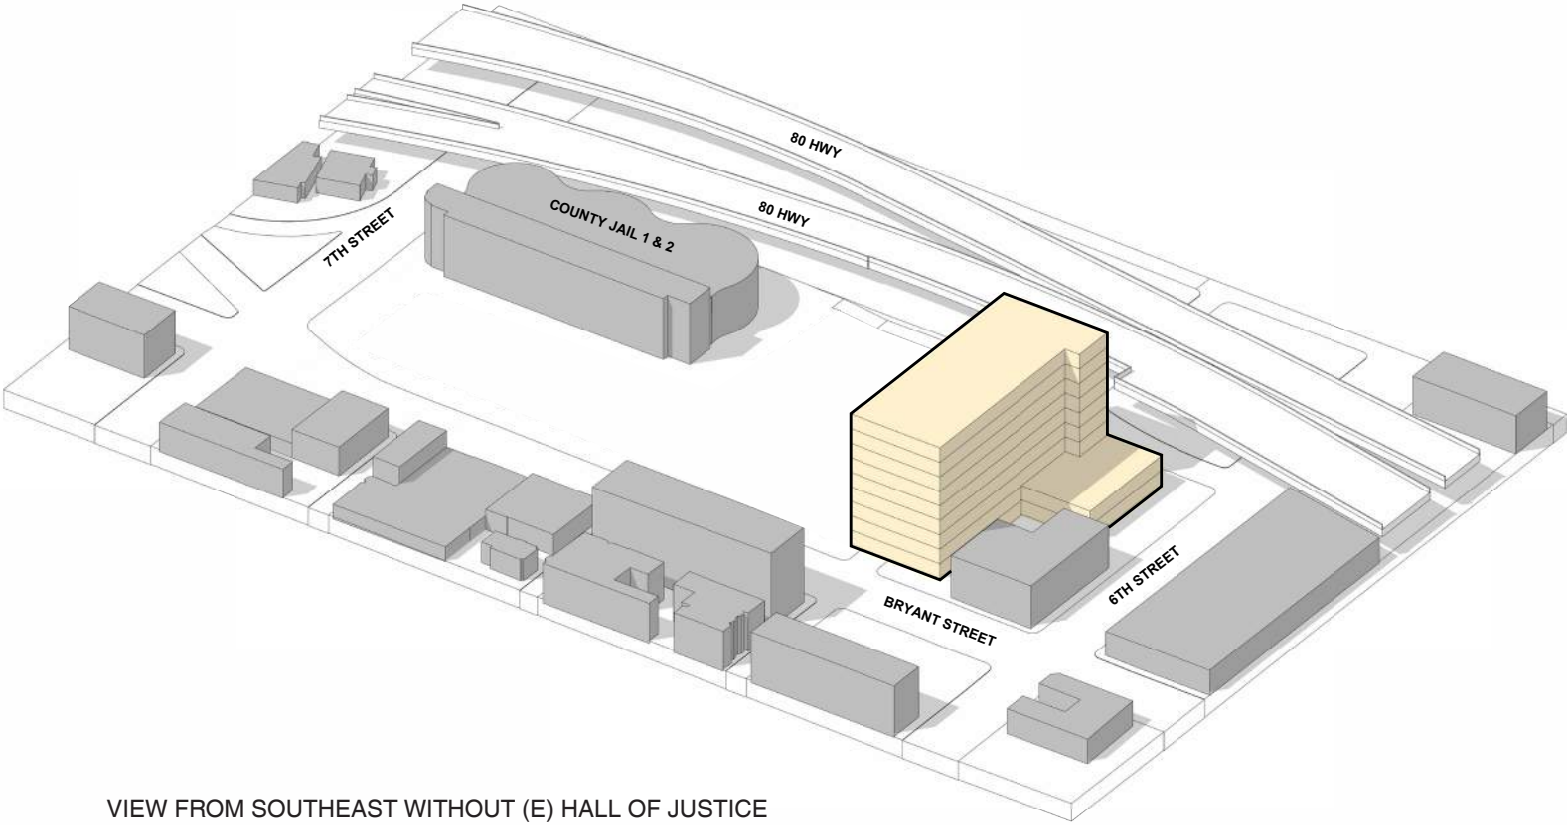 80 HWY
80 HWY
COUNTY JAIL 1 & 2
7TH STREET
6TH STREET
BRYANT STREET
VIEW FROM SOUTHEAST WITHOUT (E) HALL OF JUSTICE